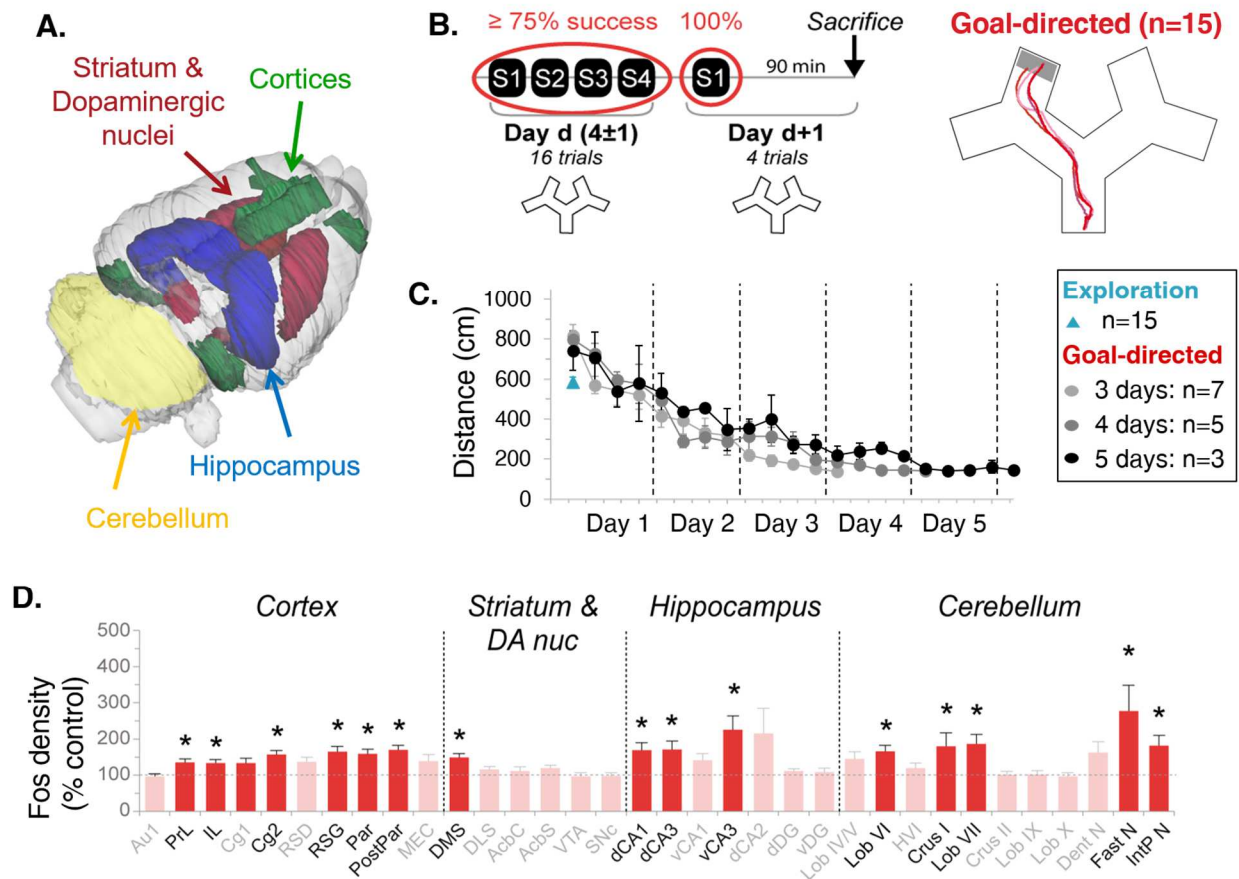 A.
Striatum &
Dopaminergic
nuclei
Cortices
Hippocampus
Cerebellum
B.
≥ 75% success
100%
Sacrifice
S1 S2 S3 S4
S1
90 min
Day d (4±1)
16 trials
Day d+1
4 trials
Goal-directed (n=15)
C.
Distance (cm)
1000
800
600
400
200
0
Day 1 Day 2 Day 3 Day 4 Day 5
Exploration
n=15
Goal-directed
3 days: n=7
4 days: n=5
5 days: n=3
D.
Cortex
Striatum &
DA nuc
Hippocampus
Cerebellum
Fos density
(% control)
500
400
300
200
100
0
* * * * * * * * * * * * * * *
Au1 PrL IL Cg1 Cg2 RSD RSG Par PostPar MEC DMS DLS AcbC AcbS VTA SNc dCA1 dCA3 vCA1 vCA3 dCA2 dDG vDG Lob IV/V Lob VI HVI Crus I Lob VII Crus II Lob IX Lob X Dent N Fast N IntP N